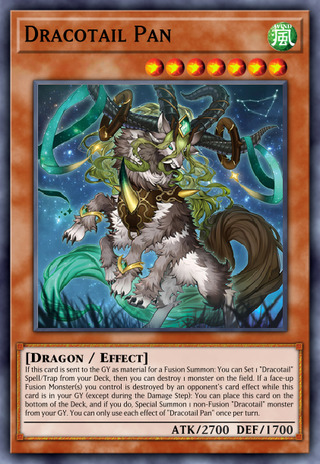 DRACOTAIL PAN
WIND
風
[DRAGON / EFFECT]
If this card is sent to the GY as material for a Fusion Summon: You can Set 1 "Dracotail"
Spell/Trap from your Deck, then you can destroy 1 monster on the field. If a face-up
Fusion Monster(s) you control is destroyed by an opponent's card effect while this
card is in your GY (except during the Damage Step): You can place this card on the
bottom of the Deck, and if you do, Special Summon 1 non-Fusion "Dracotail" monster
from your GY. You can only use each effect of "Dracotail Pan" once per turn.
ATK/2700 DEF/1700